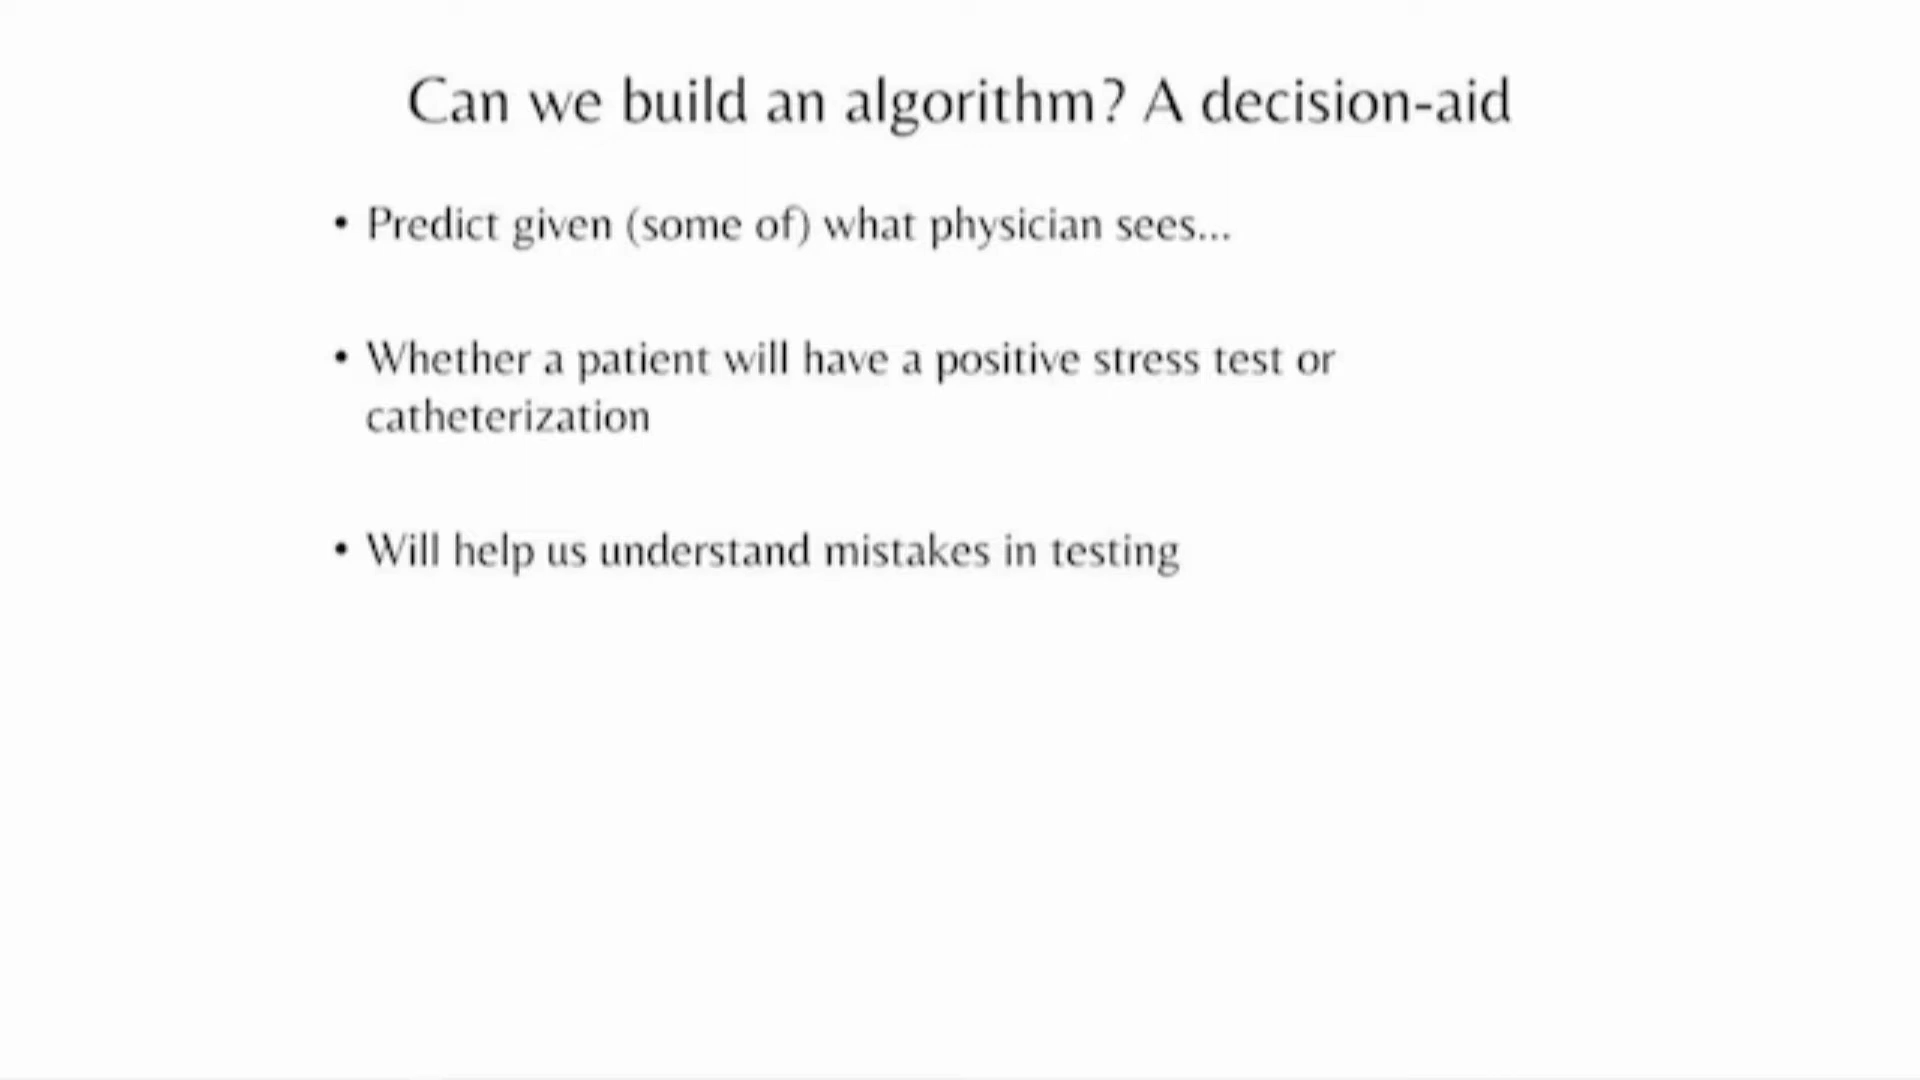 Can we build an algorithm? A decision-aid
• Predict given (some of) what physician sees...
• Whether a patient will have a positive stress test or
catheterization
• Will help us understand mistakes in testing